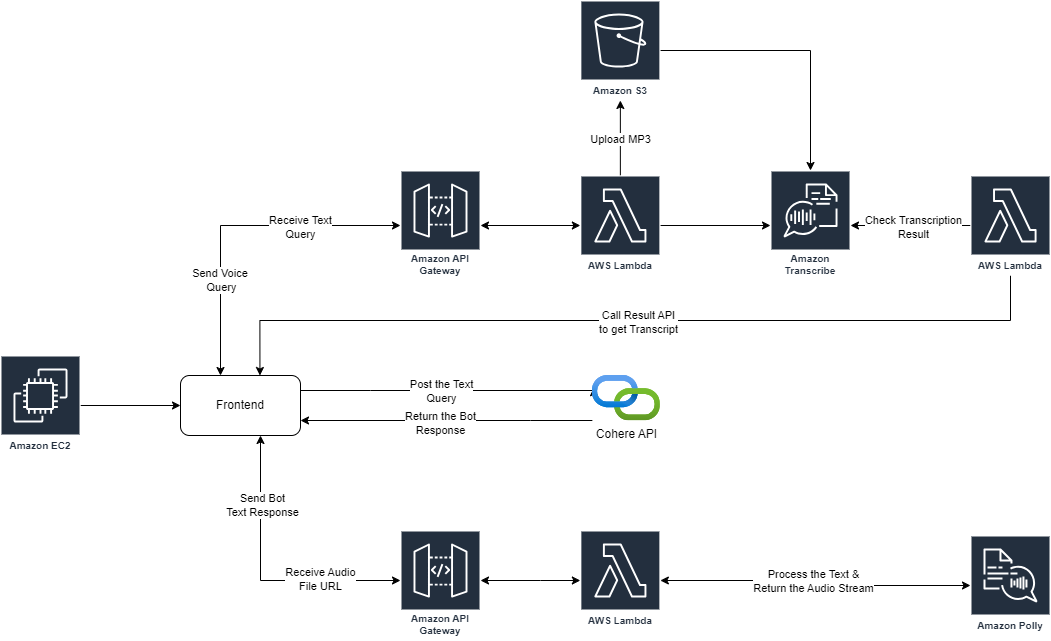 Amazon S3
Upload MP3
Receive Text
Query
Amazon API
Gateway
AWS Lambda
Amazon
Transcribe
Check Transcription
Result
AWS Lambda
Send Voice
Query
Call Result API
to get Transcript
Amazon EC2
Frontend
Post the Text
Query
Return the Bot
Response
Cohere API
Send Bot
Text Response
Receive Audio
File URL
Amazon API
Gateway
AWS Lambda
Process the Text &
Return the Audio Stream
Amazon Polly